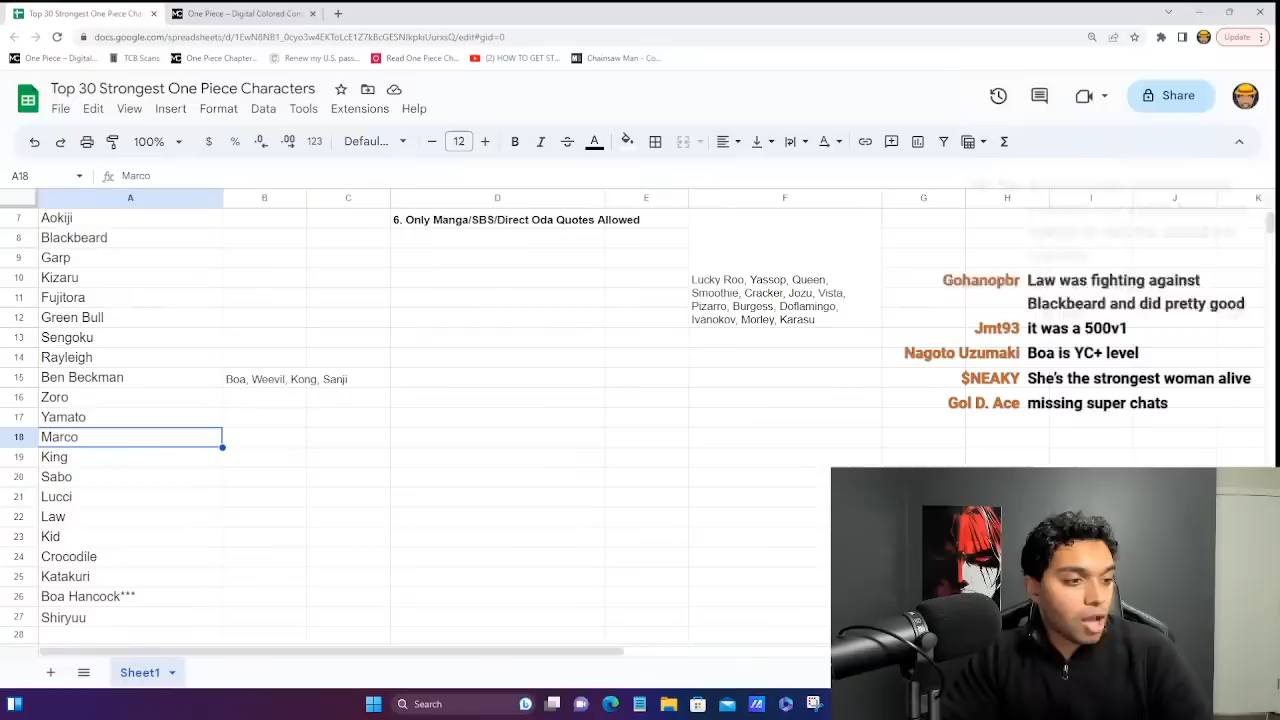 Top 30 Strongest One Piece Cha
One Piece – Digital Colored Con
docs.google.com/spreadsheets/d/
Update
One Piece – Digital...
TCB Scans
One Piece Chapter...
Renew my U.S. pass...
Read One Piece Ch...
(2) HOW TO GET ST...
Chainsaw Man - Co...
Top 30 Strongest One Piece Characters
File Edit View Insert Format Data Tools Extensions Help
Share
100% $ % .0 .00 123 Defaul... 12 B I A
A18 fx Marco
A B C D E F G H I J K
7 Aokiji 6. Only Manga/SBS/Direct Oda Quotes Allowed
8 Blackbeard
9 Garp
10 Kizaru
11 Fujitora
12 Green Bull
13 Sengoku
14 Rayleigh
15 Ben Beckman Boa, Weevil, Kong, Sanji
16 Zoro
17 Yamato
18 Marco
19 King
20 Sabo
21 Lucci
22 Law
23 Kid
24 Crocodile
25 Katakuri
26 Boa Hancock***
27 Shiryuu
28
Lucky Roo, Yassop, Queen,
Smoothie, Cracker, Jozu, Vista,
Pizarro, Burgess, Doflamingo,
Ivanokov, Morley, Karasu
Gohanopbr Law was fighting against
Blackbeard and did pretty good
Jmt93 it was a 500v1
Nagoto Uzumaki Boa is YC+ level
$NEAKY She's the strongest woman alive
Gol D. Ace missing super chats
Sheet1
Search